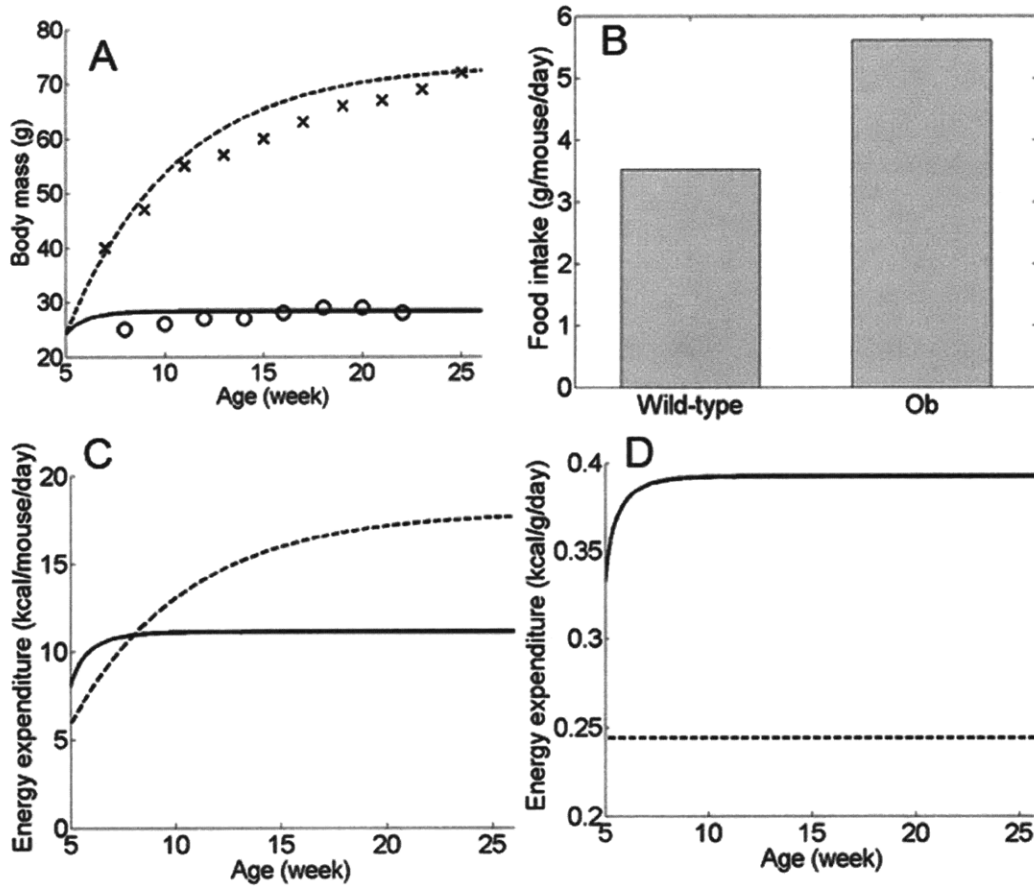 A
Body mass (g)
80
70
60
50
40
30
20
5 10 15 20 25
Age (week)
B
Food intake (g/mouse/day)
6
5
4
3
2
1
0
Wild-type Ob
C
Energy expenditure (kcal/mouse/day)
20
15
10
5
0
5 10 15 20 25
Age (week)
D
Energy expenditure (kcal/g/day)
0.4
0.35
0.3
0.25
0.2
5 10 15 20 25
Age (week)